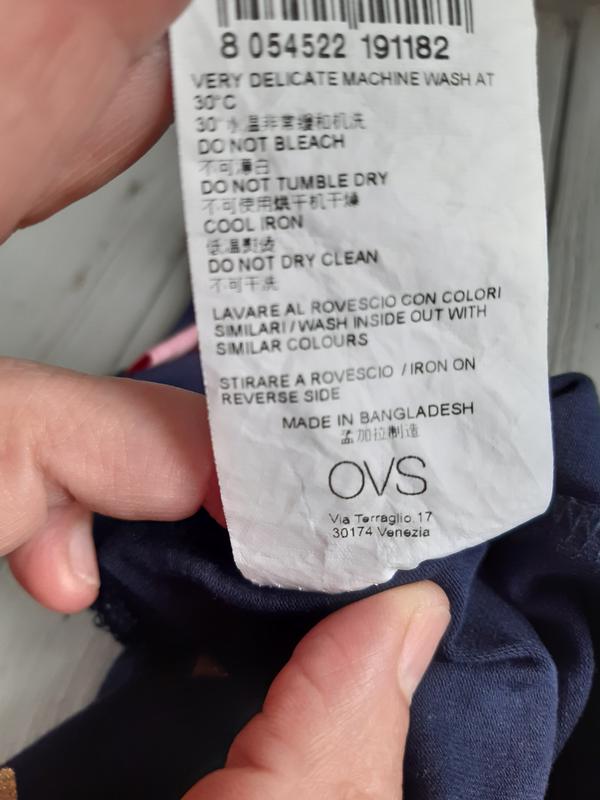 8 054522 191182
VERY DELICATE MACHINE WASH AT
30°C
30°水温非常缓和机洗
DO NOT BLEACH
不可漂白
DO NOT TUMBLE DRY
不可使用烘干机干燥
COOL IRON
低温熨烫
DO NOT DRY CLEAN
不可干洗
LAVARE AL ROVESCIO CON COLORI
SIMILARI / WASH INSIDE OUT WITH
SIMILAR COLOURS
STIRARE A ROVESCIO / IRON ON
REVERSE SIDE
MADE IN BANGLADESH
孟加拉制造
OVS
Via Terraglio 17
30174 Venezia